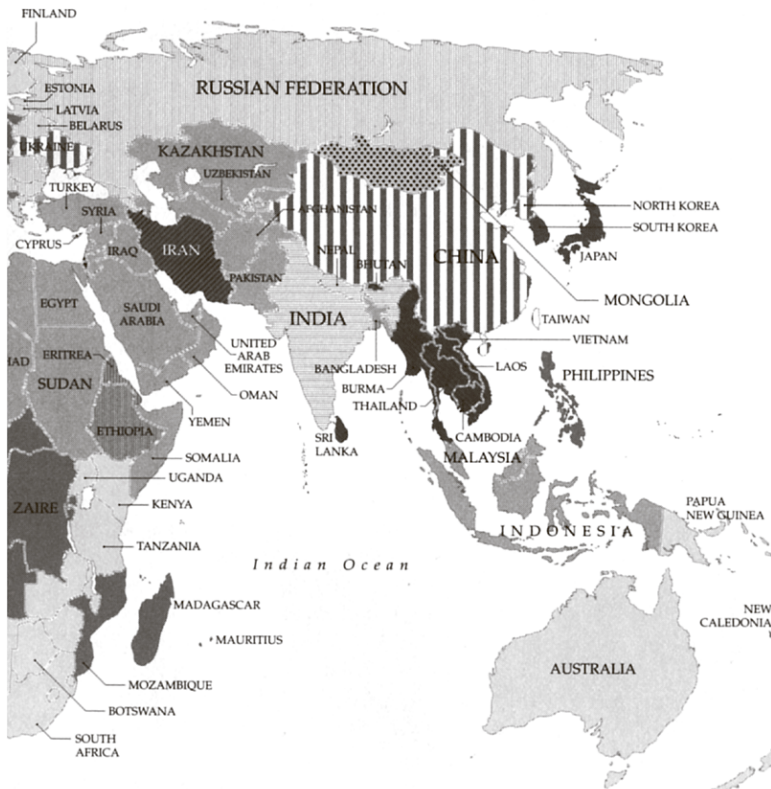 FINLAND
RUSSIAN FEDERATION
ESTONIA
LATVIA
BELARUS
UKRAINE
KAZAKHSTAN
UZBEKISTAN
TURKEY
SYRIA
AFGHANISTAN
NORTH KOREA
SOUTH KOREA
CYPRUS
IRAQ
IRAN
NEPAL
BHUTAN
CHINA
JAPAN
PAKISTAN
EGYPT
SAUDI
ARABIA
INDIA
MONGOLIA
TAIWAN
VIETNAM
UNITED
ARAB
EMIRATES
ERITREA
HAD
SUDAN
BANGLADESH
LAOS
PHILIPPINES
OMAN
BURMA
THAILAND
YEMEN
ETHIOPIA
SRI
LANKA
CAMBODIA
SOMALIA
MALAYSIA
UGANDA
ZAIRE
KENYA
PAPUA
NEW GUINEA
INDONESIA
TANZANIA
Indian Ocean
MADAGASCAR
NEW
CALEDONIA
MAURITIUS
AUSTRALIA
MOZAMBIQUE
BOTSWANA
SOUTH
AFRICA